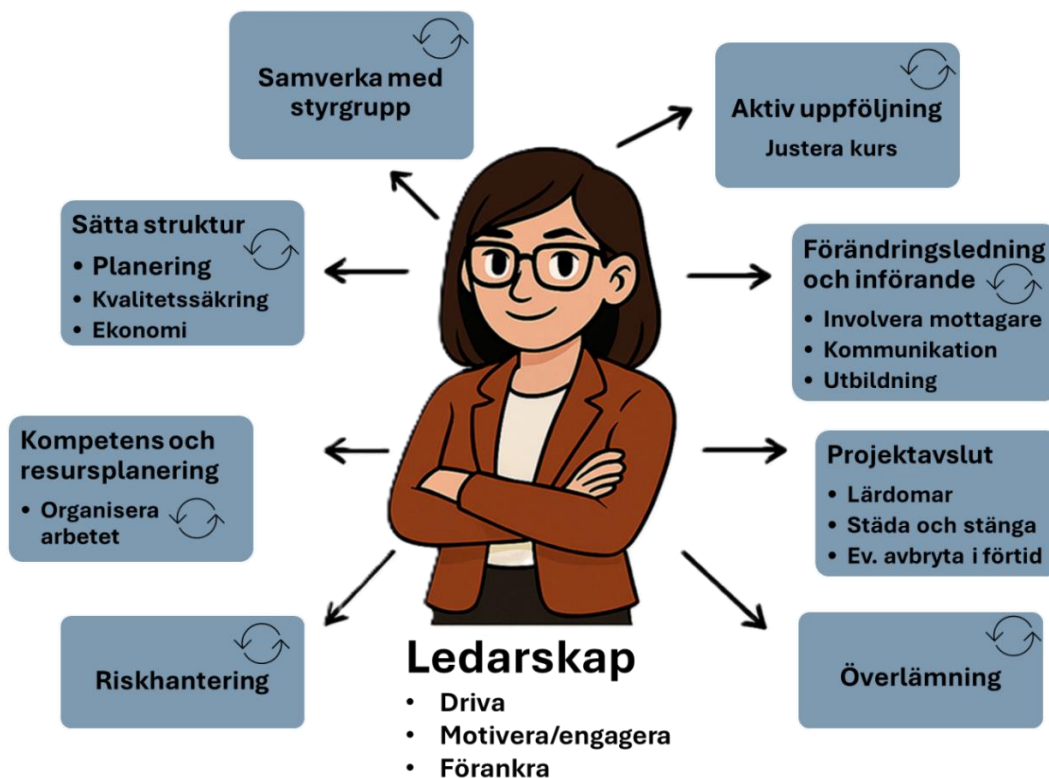 Samverka med
styrgrupp
Aktiv uppföljning
Justera kurs
Sätta struktur
• Planering
• Kvalitetssäkring
• Ekonomi
Förändringsledning
och införande
• Involvera mottagare
• Kommunikation
• Utbildning
Kompetens och
resursplanering
• Organisera
arbetet
Projektavslut
• Lärdomar
• Städa och stänga
• Ev. avbryta i förtid
Riskhantering
Överlämning
Ledarskap
• Driva
• Motivera/engagera
• Förankra